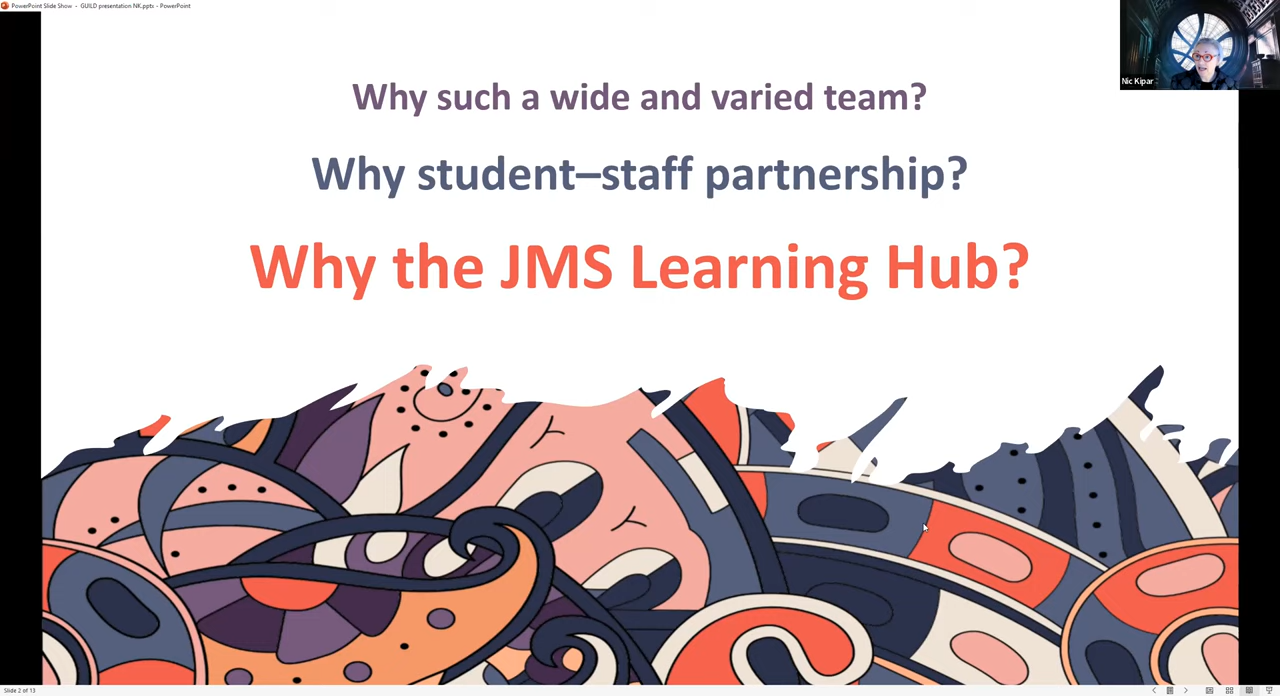 PowerPoint Slide Show - GUILD presentation NK.pptx - PowerPoint
Nic Kipar
Why such a wide and varied team?
Why student–staff partnership?
Why the JMS Learning Hub?
Slide 2 of 13